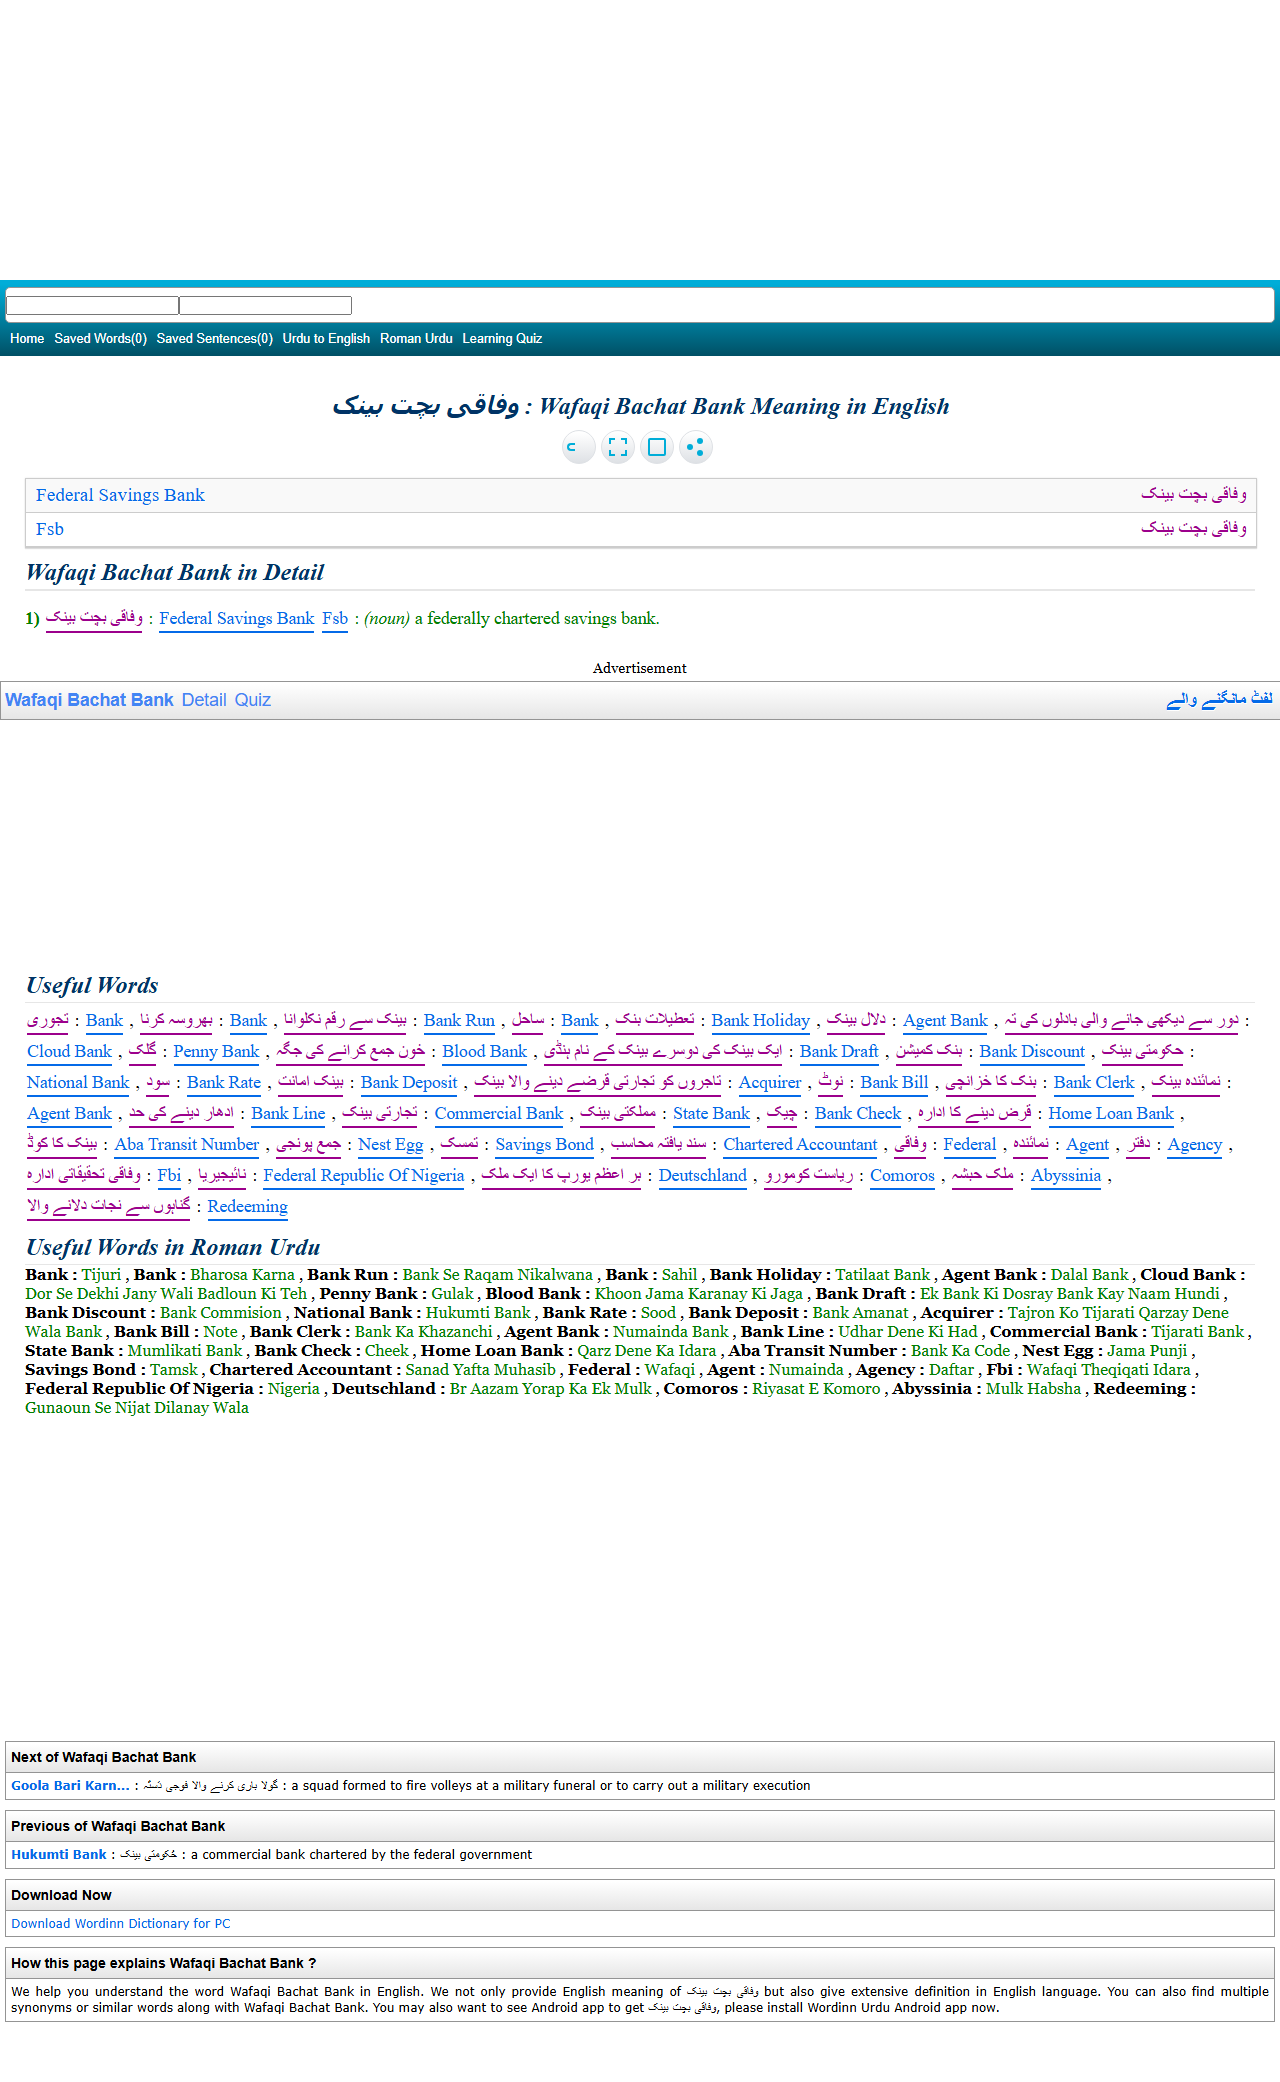 Home Saved Words(0) Saved Sentences(0) Urdu to English Roman Urdu Learning Quiz
وفاقی بچت بینک : Wafaqi Bachat Bank Meaning in English
Federal Savings Bank وفاقی بچت بینک
Fsb وفاقی بچت بینک
Wafaqi Bachat Bank in Detail
1) وفاقی بچت بینک : Federal Savings Bank Fsb : (noun) a federally chartered savings bank.
Advertisement
Wafaqi Bachat Bank Detail Quiz لفٹ مانگنے والے
Useful Words
تجوری : Bank , بھروسہ کرنا : Bank , بینک سے رقم نکلوانا : Bank Run , ساحل : Bank , تعطیلات بنک : Bank Holiday , دلال بینک : Agent Bank , دور سے دیکھی جانے والی بادلوں کی تہ :
Cloud Bank , گلک : Penny Bank , خون جمع کرانے کی جگہ : Blood Bank , ایک بینک کی دوسرے بینک کے نام ہنڈی : Bank Draft , بنک کمیشن : Bank Discount , حکومتی بینک :
National Bank , سود : Bank Rate , بینک امانت : Bank Deposit , تاجروں کو تجارتی قرضے دینے والا بینک : Acquirer , نوٹ : Bank Bill , بنک کا خزانچی : Bank Clerk , نمائندہ بینک :
Agent Bank , ادھار دینے کی حد : Bank Line , تجارتی بینک : Commercial Bank , مملکتی بینک : State Bank , چیک : Bank Check , قرض دینے کا ادارہ : Home Loan Bank ,
بینک کا کوڈ : Aba Transit Number , جمع پونجی : Nest Egg , تمسک : Savings Bond , سند یافتہ محاسب : Chartered Accountant , وفاقی : Federal , نمائندہ : Agent , دفتر : Agency ,
وفاقی تحقیقاتی ادارہ : Fbi , نائیجیریا : Federal Republic Of Nigeria , بر اعظم یورپ کا ایک ملک : Deutschland , ریاست کومورو : Comoros , ملک حبشہ : Abyssinia ,
گناہوں سے نجات دلانے والا : Redeeming
Useful Words in Roman Urdu
Bank : Tijuri , Bank : Bharosa Karna , Bank Run : Bank Se Raqam Nikalwana , Bank : Sahil , Bank Holiday : Tatilaat Bank , Agent Bank : Dalal Bank , Cloud Bank :
Dor Se Dekhi Jany Wali Badloun Ki Teh , Penny Bank : Gulak , Blood Bank : Khoon Jama Karanay Ki Jaga , Bank Draft : Ek Bank Ki Dosray Bank Kay Naam Hundi ,
Bank Discount : Bank Commision , National Bank : Hukumti Bank , Bank Rate : Sood , Bank Deposit : Bank Amanat , Acquirer : Tajron Ko Tijarati Qarzay Dene
Wala Bank , Bank Bill : Note , Bank Clerk : Bank Ka Khazanchi , Agent Bank : Numainda Bank , Bank Line : Udhar Dene Ki Had , Commercial Bank : Tijarati Bank ,
State Bank : Mumlikati Bank , Bank Check : Cheek , Home Loan Bank : Qarz Dene Ka Idara , Aba Transit Number : Bank Ka Code , Nest Egg : Jama Punji ,
Savings Bond : Tamsk , Chartered Accountant : Sanad Yafta Muhasib , Federal : Wafaqi , Agent : Numainda , Agency : Daftar , Fbi : Wafaqi Theqiqati Idara ,
Federal Republic Of Nigeria : Nigeria , Deutschland : Br Aazam Yorap Ka Ek Mulk , Comoros : Riyasat E Komoro , Abyssinia : Mulk Habsha , Redeeming :
Gunaoun Se Nijat Dilanay Wala
Next of Wafaqi Bachat Bank
Goola Bari Karn... : گولا باری کرنے والا فوجی دستہ : a squad formed to fire volleys at a military funeral or to carry out a military execution
Previous of Wafaqi Bachat Bank
Hukumti Bank : حکومتی بینک : a commercial bank chartered by the federal government
Download Now
Download Wordinn Dictionary for PC
How this page explains Wafaqi Bachat Bank ?
We help you understand the word Wafaqi Bachat Bank in English. We not only provide English meaning of وفاقی بچت بینک but also give extensive definition in English language. You can also find multiple
synonyms or similar words along with Wafaqi Bachat Bank. You may also want to see Android app to get وفاقی بچت بینک, please install Wordinn Urdu Android app now.